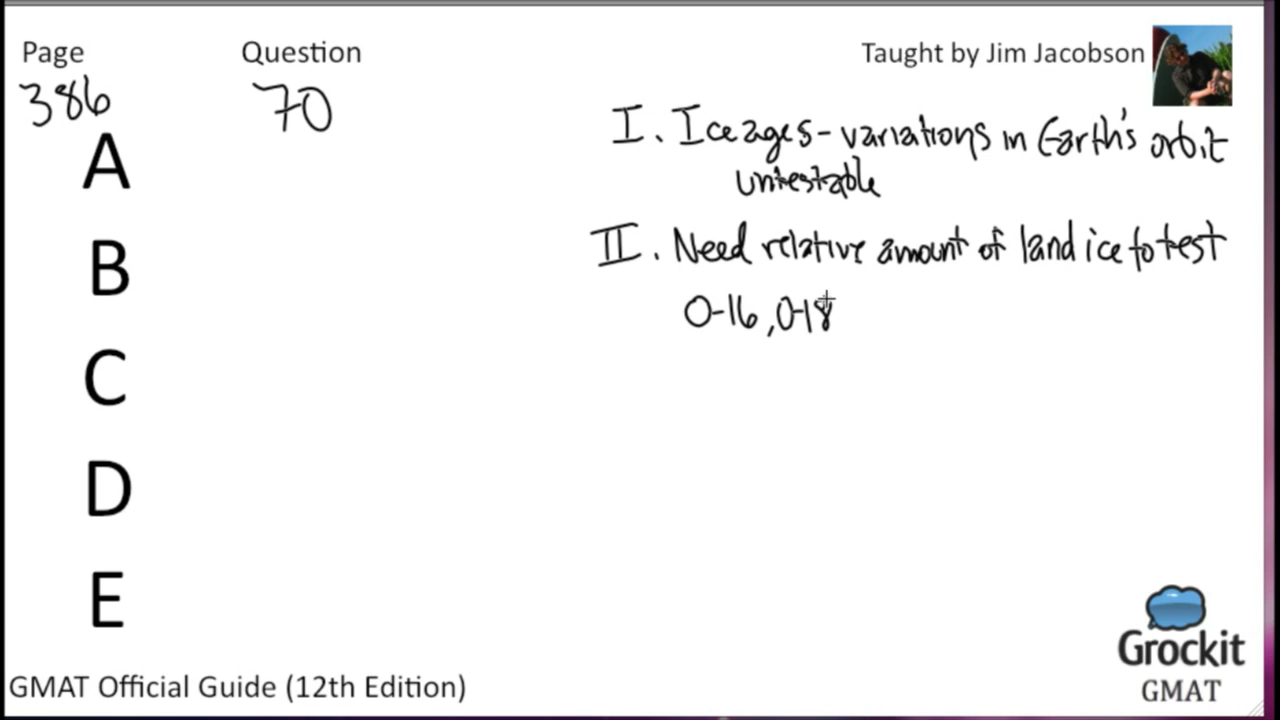 Page Question Taught by Jim Jacobson
386 70
I. Ice ages - variations in Earth's orbit
untestable
II. Need relative amount of land ice to test
O-16, O-18
A
B
C
D
E
Grockit
GMAT
GMAT Official Guide (12th Edition)